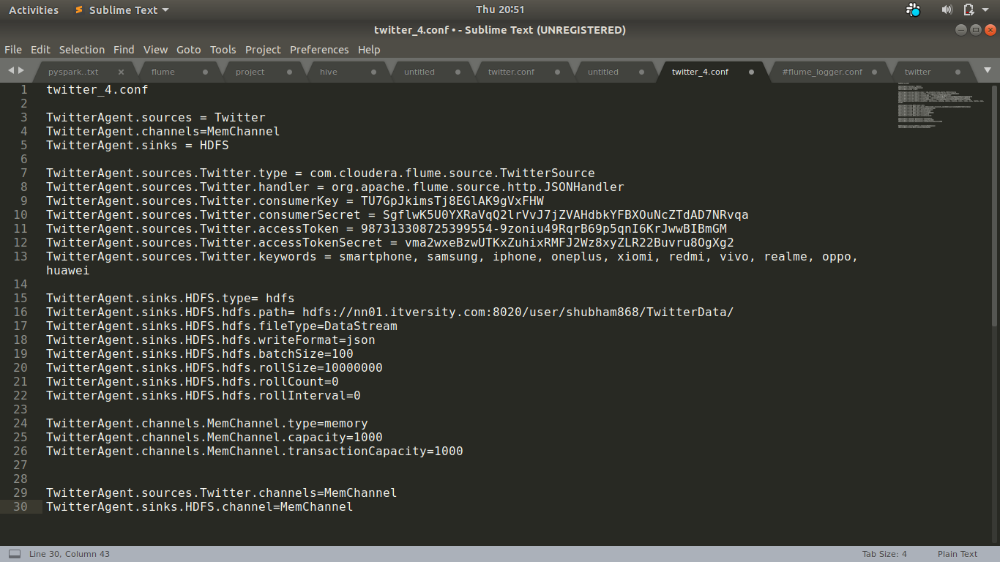 Activities Sublime Text Thu 20:51
twitter_4.conf • - Sublime Text (UNREGISTERED)
File Edit Selection Find View Goto Tools Project Preferences Help
pyspark..txt flume project hive untitled twitter.conf untitled twitter_4.conf #flume_logger.conf twitter
1 twitter_4.conf
2
3 TwitterAgent.sources = Twitter
4 TwitterAgent.channels=MemChannel
5 TwitterAgent.sinks = HDFS
6
7 TwitterAgent.sources.Twitter.type = com.cloudera.flume.source.TwitterSource
8 TwitterAgent.sources.Twitter.handler = org.apache.flume.source.http.JSONHandler
9 TwitterAgent.sources.Twitter.consumerKey = TU7GpJkimsTj8EGlAK9gVxFHW
10 TwitterAgent.sources.Twitter.consumerSecret = SgflwK5U0YXRaVqQ2lrVvJ7jZVAHdbkYFBXOuNcZTdAD7NRvqa
11 TwitterAgent.sources.Twitter.accessToken = 987313308725399554-9zoniu49RqrB69p5qnI6KrJwwBIBmGM
12 TwitterAgent.sources.Twitter.accessTokenSecret = vma2wxeBzwUTKxZuhixRMFJ2Wz8xyZLR22Buvru8OgXg2
13 TwitterAgent.sources.Twitter.keywords = smartphone, samsung, iphone, oneplus, xiomi, redmi, vivo, realme, oppo,
huawei
14
15 TwitterAgent.sinks.HDFS.type= hdfs
16 TwitterAgent.sinks.HDFS.hdfs.path= hdfs://nn01.itversity.com:8020/user/shubham868/TwitterData/
17 TwitterAgent.sinks.HDFS.hdfs.fileType=DataStream
18 TwitterAgent.sinks.HDFS.hdfs.writeFormat=json
19 TwitterAgent.sinks.HDFS.hdfs.batchSize=100
20 TwitterAgent.sinks.HDFS.hdfs.rollSize=10000000
21 TwitterAgent.sinks.HDFS.hdfs.rollCount=0
22 TwitterAgent.sinks.HDFS.hdfs.rollInterval=0
23
24 TwitterAgent.channels.MemChannel.type=memory
25 TwitterAgent.channels.MemChannel.capacity=1000
26 TwitterAgent.channels.MemChannel.transactionCapacity=1000
27
28
29 TwitterAgent.sources.Twitter.channels=MemChannel
30 TwitterAgent.sinks.HDFS.channel=MemChannel
Line 30, Column 43 Tab Size: 4 Plain Text